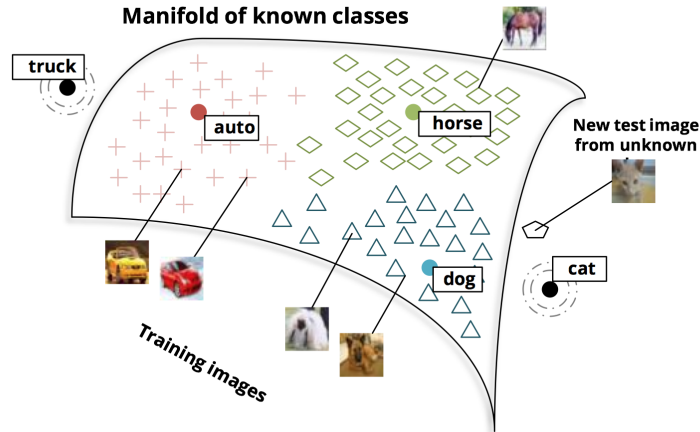 Manifold of known classes
truck
auto
horse
New test image
from unknown
cat
dog
Training images